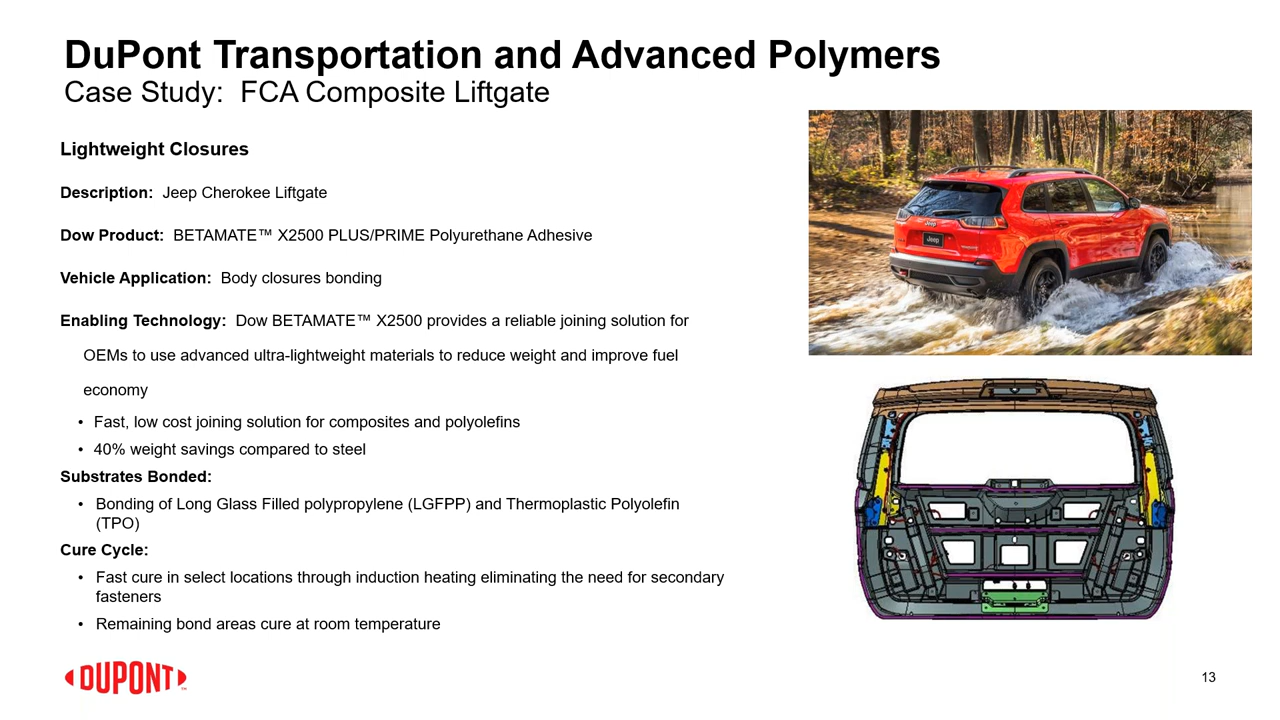 DuPont Transportation and Advanced Polymers
Case Study:  FCA Composite Liftgate
Lightweight Closures
Description:  Jeep Cherokee Liftgate
Dow Product:  BETAMATE™ X2500 PLUS/PRIME Polyurethane Adhesive
Vehicle Application:  Body closures bonding
Enabling Technology:  Dow BETAMATE™ X2500 provides a reliable joining solution for
OEMs to use advanced ultra-lightweight materials to reduce weight and improve fuel
economy
• Fast, low cost joining solution for composites and polyolefins
• 40% weight savings compared to steel
Substrates Bonded:
• Bonding of Long Glass Filled polypropylene (LGFPP) and Thermoplastic Polyolefin
(TPO)
Cure Cycle:
• Fast cure in select locations through induction heating eliminating the need for secondary
fasteners
• Remaining bond areas cure at room temperature
Jeep
Jeep
DUPONT™
13